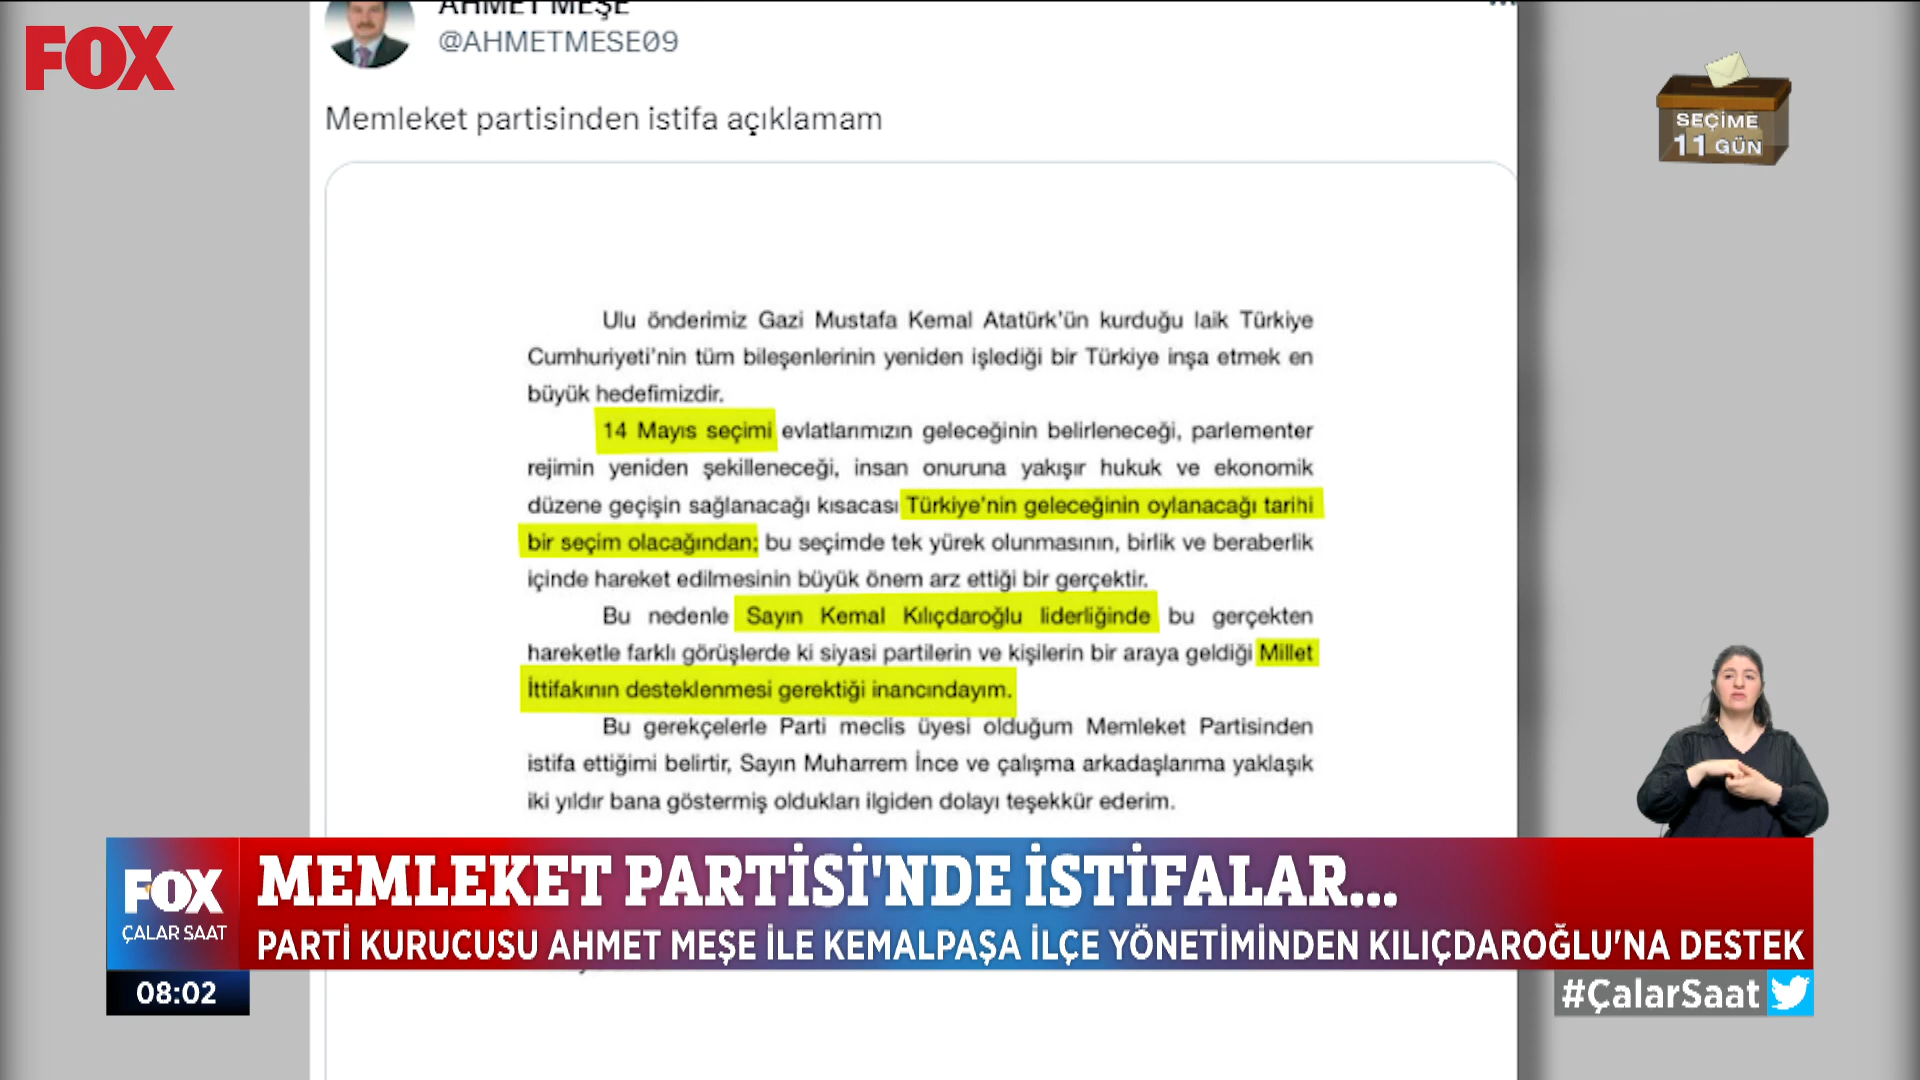 FOX
AHMET MEŞE
@AHMETMESE09
Memleket partisinden istifa açıklamam
SEÇİME
11 GÜN
Ulu önderimiz Gazi Mustafa Kemal Atatürk'ün kurduğu laik Türkiye
Cumhuriyeti'nin tüm bileşenlerinin yeniden işlediği bir Türkiye inşa etmek en
büyük hedefimizdir.
14 Mayıs seçimi evlatlarımızın geleceğinin belirleneceği, parlementer
rejimin yeniden şekilleneceği, insan onuruna yakışır hukuk ve ekonomik
düzene geçişin sağlanacağı kısacası Türkiye'nin geleceğinin oylanacağı tarihi
bir seçim olacağından; bu seçimde tek yürek olunmasının, birlik ve beraberlik
içinde hareket edilmesinin büyük önem arz ettiği bir gerçektir.
Bu nedenle Sayın Kemal Kılıçdaroğlu liderliğinde bu gerçekten
hareketle farklı görüşlerde ki siyasi partilerin ve kişilerin bir araya geldiği Millet
İttifakının desteklenmesi gerektiği inancındayım.
Bu gerekçelerle Parti meclis üyesi olduğum Memleket Partisinden
istifa ettiğimi belirtir, Sayın Muharrem İnce ve çalışma arkadaşlarıma yaklaşık
iki yıldır bana göstermiş oldukları ilgiden dolayı teşekkür ederim.
FOX
ÇALAR SAAT
MEMLEKET PARTİSİ'NDE İSTİFALAR...
PARTİ KURUCUSU AHMET MEŞE İLE KEMALPAŞA İLÇE YÖNETİMİNDEN KILIÇDAROĞLU'NA DESTEK
08:02
#ÇalarSaat